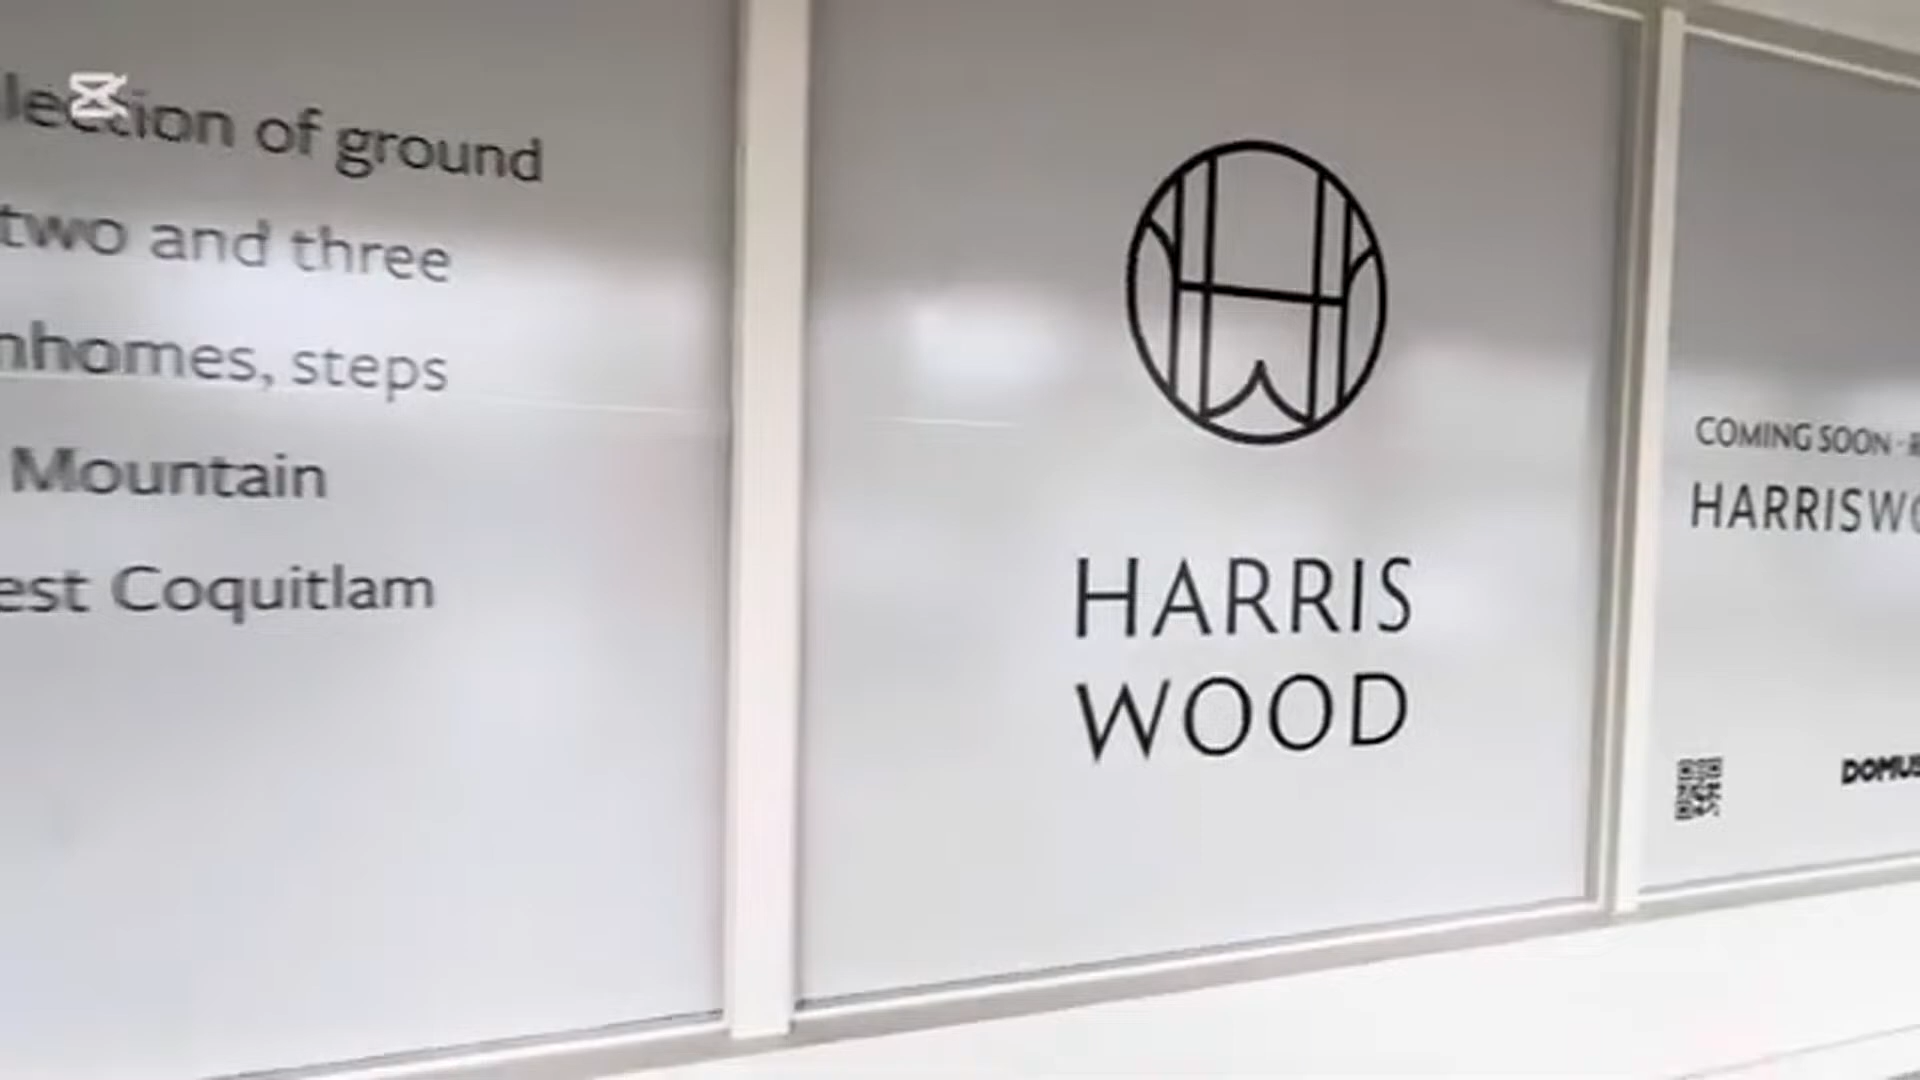 lection of ground
two and three
nhomes, steps
Mountain
est Coquitlam
HARRIS
WOOD
COMING SOON -
HARRISWO
DOMUS